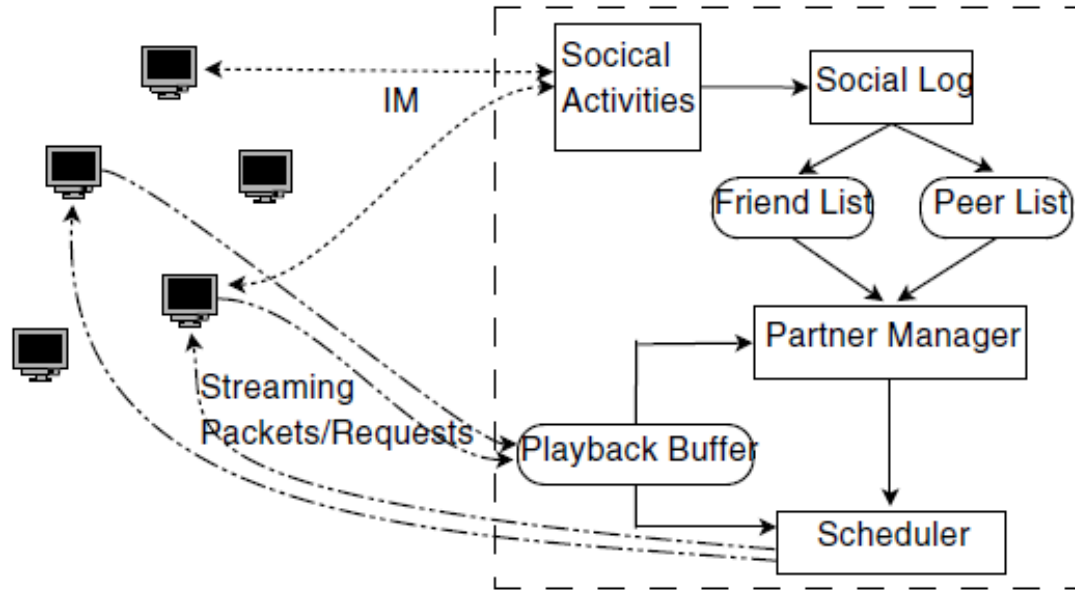 Socical
Activities
Social Log
IM
Friend List
Peer List
Partner Manager
Streaming
Packets/Requests
Playback Buffer
Scheduler